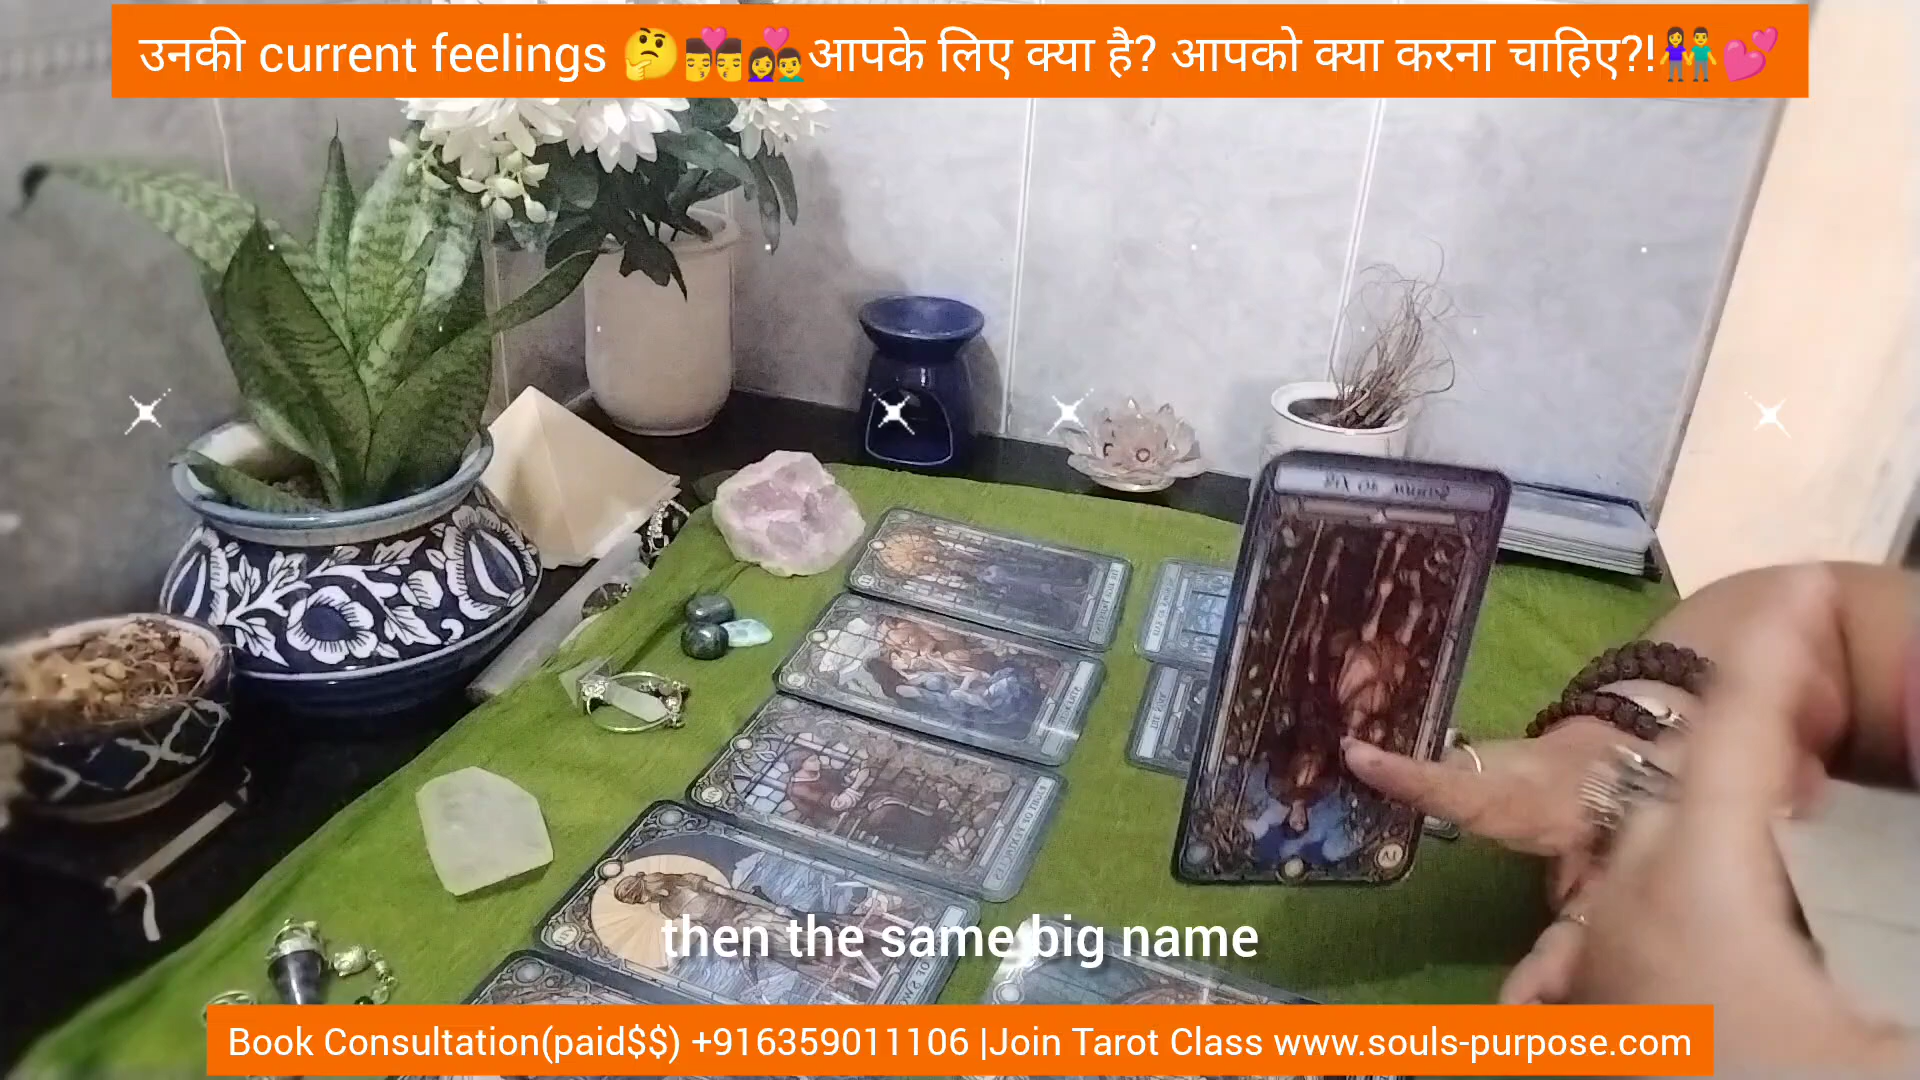 उनकी current feelings 🤔👨‍❤️‍💋‍👨👩‍❤️‍👨आपके लिए क्या है? आपको क्या करना चाहिए?!👫💕
then the same big name
Book Consultation(paid$$) +916359011106 |Join Tarot Class www.souls-purpose.com